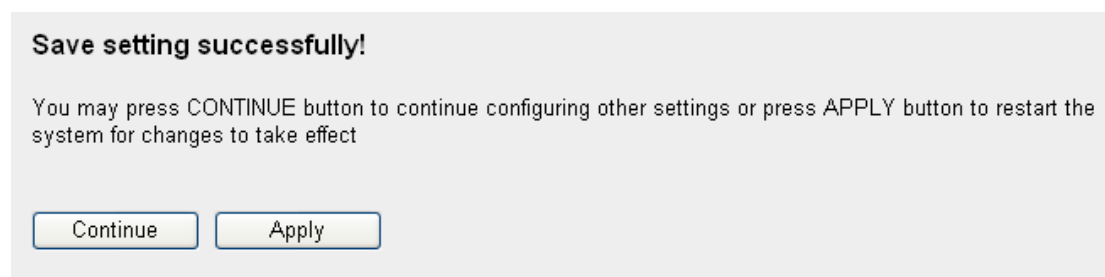 Save setting successfully!
You may press CONTINUE button to continue configuring other settings or press APPLY button to restart the
system for changes to take effect
Continue
Apply